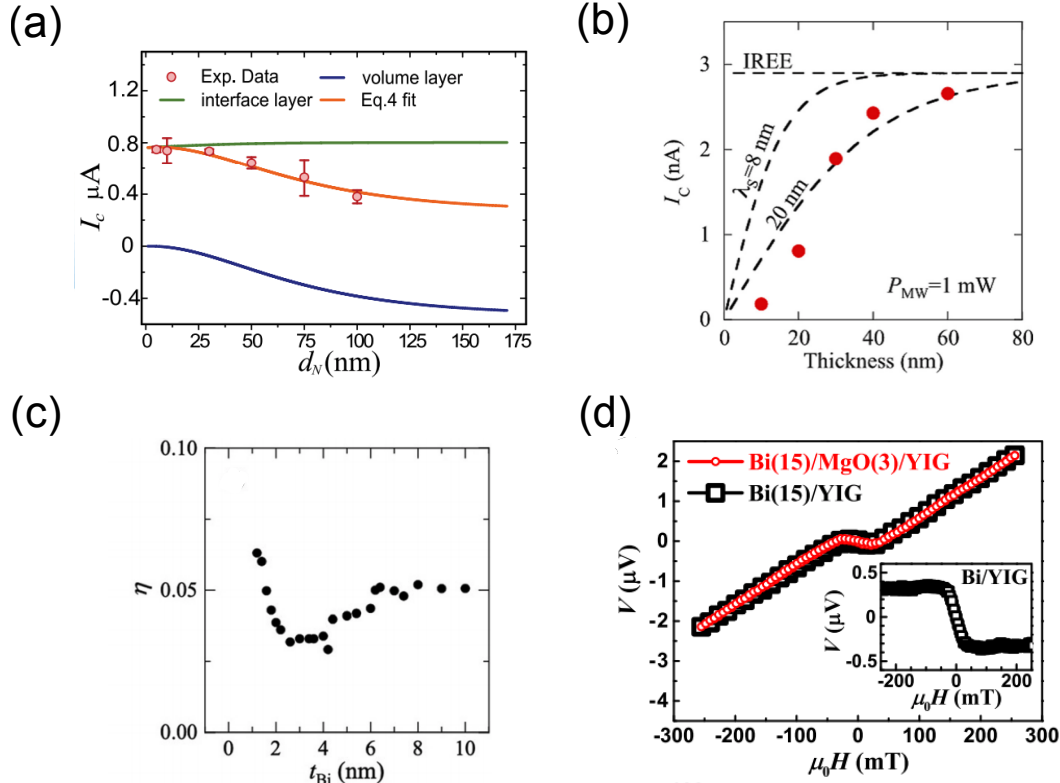 (a)
1.2
0.8
0.4
0
-0.4
I_c µA
Exp. Data
volume layer
interface layer
Eq.4 fit
0 25 50 75 100 125 150 175
d_N(nm)
(b)
IREE
3
2
1
0
I_C (nA)
λ_S=8 nm
20 nm
P_MW=1 mW
0 20 40 60 80
Thickness (nm)
(c)
0.10
0.05
0.00
η
0 2 4 6 8 10
t_Bi (nm)
(d)
2
1
0
-1
-2
-3
-4
V (µV)
Bi(15)/MgO(3)/YIG
Bi(15)/YIG
Bi/YIG
0.5
0
-0.5
V (µV)
-200 0 200
µ₀H (mT)
-300 -200 -100 0 100 200 300
µ₀H (mT)